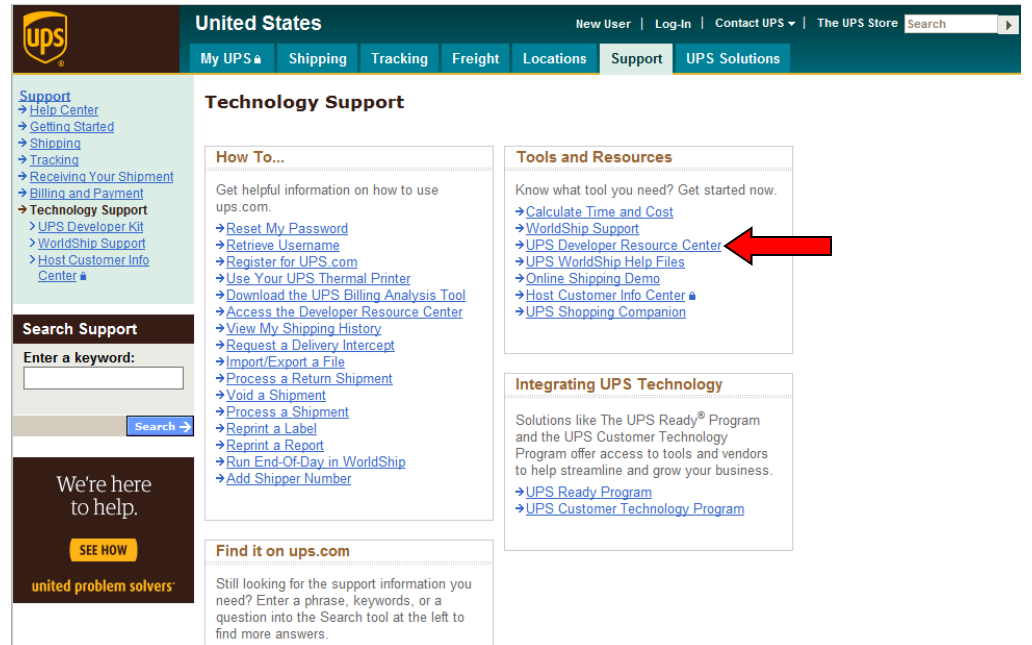 ups
United States
New User | Log-In | Contact UPS | The UPS Store
Search
My UPS
Shipping
Tracking
Freight
Locations
Support
UPS Solutions
Support
Help Center
Getting Started
Shipping
Tracking
Receiving Your Shipment
Billing and Payment
Technology Support
UPS Developer Kit
WorldShip Support
Host Customer Info
Center
Search Support
Enter a keyword:
Search
We're here
to help.
SEE HOW
united problem solvers
Technology Support
How To...
Get helpful information on how to use
ups.com.
Reset My Password
Retrieve Username
Register for UPS.com
Use Your UPS Thermal Printer
Download the UPS Billing Analysis Tool
Access the Developer Resource Center
View My Shipping History
Request a Delivery Intercept
Import/Export a File
Process a Return Shipment
Void a Shipment
Process a Shipment
Reprint a Label
Reprint a Report
Run End-Of-Day in WorldShip
Add Shipper Number
Find it on ups.com
Still looking for the support information you
need? Enter a phrase, keywords, or a
question into the Search tool at the left to
find more answers.
Tools and Resources
Know what tool you need? Get started now.
Calculate Time and Cost
WorldShip Support
UPS Developer Resource Center
UPS WorldShip Help Files
Online Shipping Demo
Host Customer Info Center
UPS Shopping Companion
Integrating UPS Technology
Solutions like The UPS Ready® Program
and the UPS Customer Technology
Program offer access to tools and vendors
to help streamline and grow your business.
UPS Ready Program
UPS Customer Technology Program